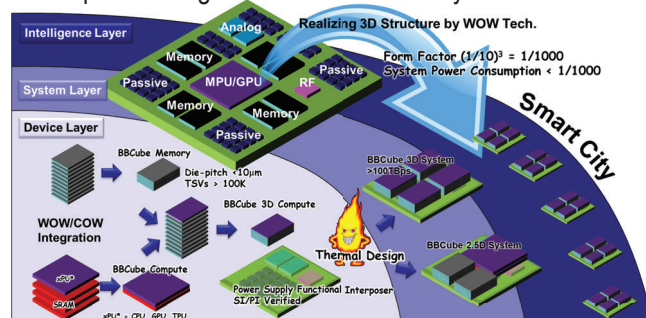 Realizing 3D Structure by WOW Tech.
Form Factor (1/10)³ = 1/1000
System Power Consumption < 1/1000
Intelligence Layer
System Layer
Device Layer
Analog
Memory
Memory
Passive
MPU/GPU
RF
Passive
Memory
Memory
Passive
Smart City
BBCube Memory
Die-pitch <10μm
TSVs > 100K
WOW/COW
Integration
BBCube 3D Compute
xPU*
SRAM
BBCube Compute
xPU* = CPU, GPU, TPU
Thermal Design
Power Supply Functional Interposer
SI/PI Verified
BBCube 3D System
>100TBps
BBCube 2.5D System